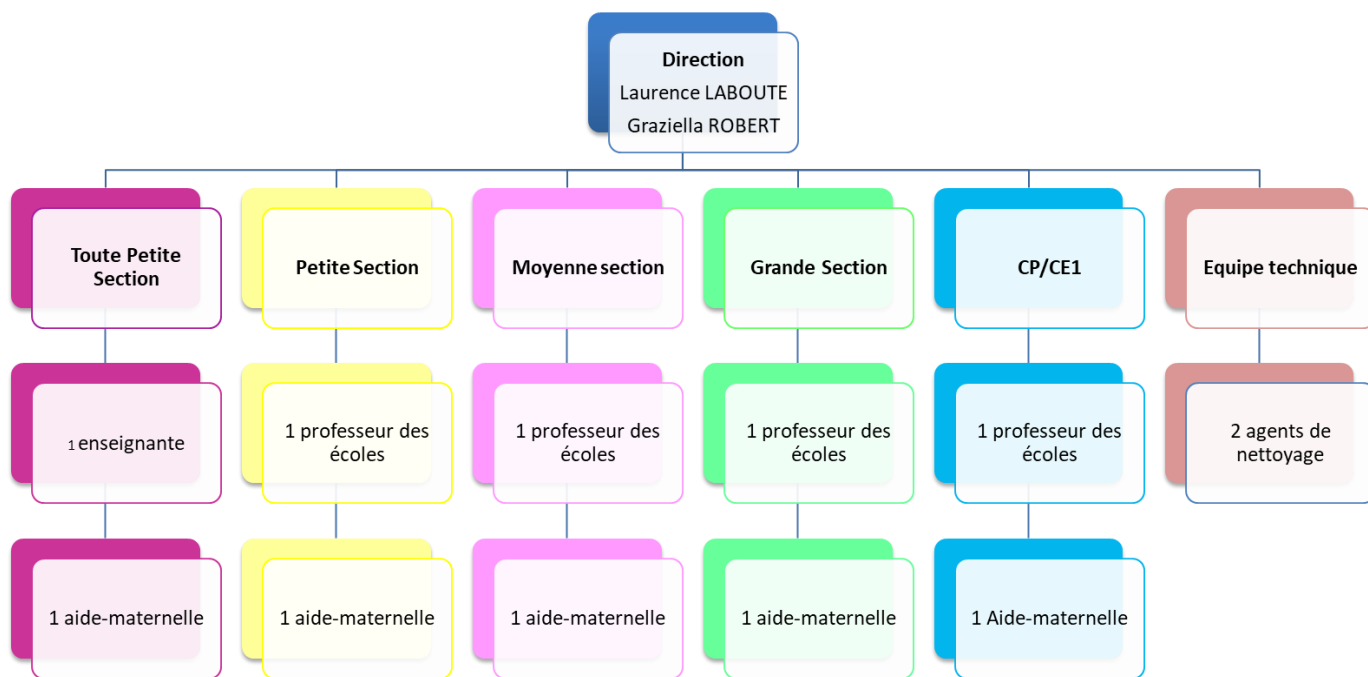 Direction
Laurence LABOUTE
Graziella ROBERT
Toute Petite
Section
Petite Section
Moyenne section
Grande Section
CP/CE1
Equipe technique
1 enseignante
1 professeur des
écoles
1 professeur des
écoles
1 professeur des
écoles
1 professeur des
écoles
2 agents de
nettoyage
1 aide-maternelle
1 aide-maternelle
1 aide-maternelle
1 aide-maternelle
1 Aide-maternelle